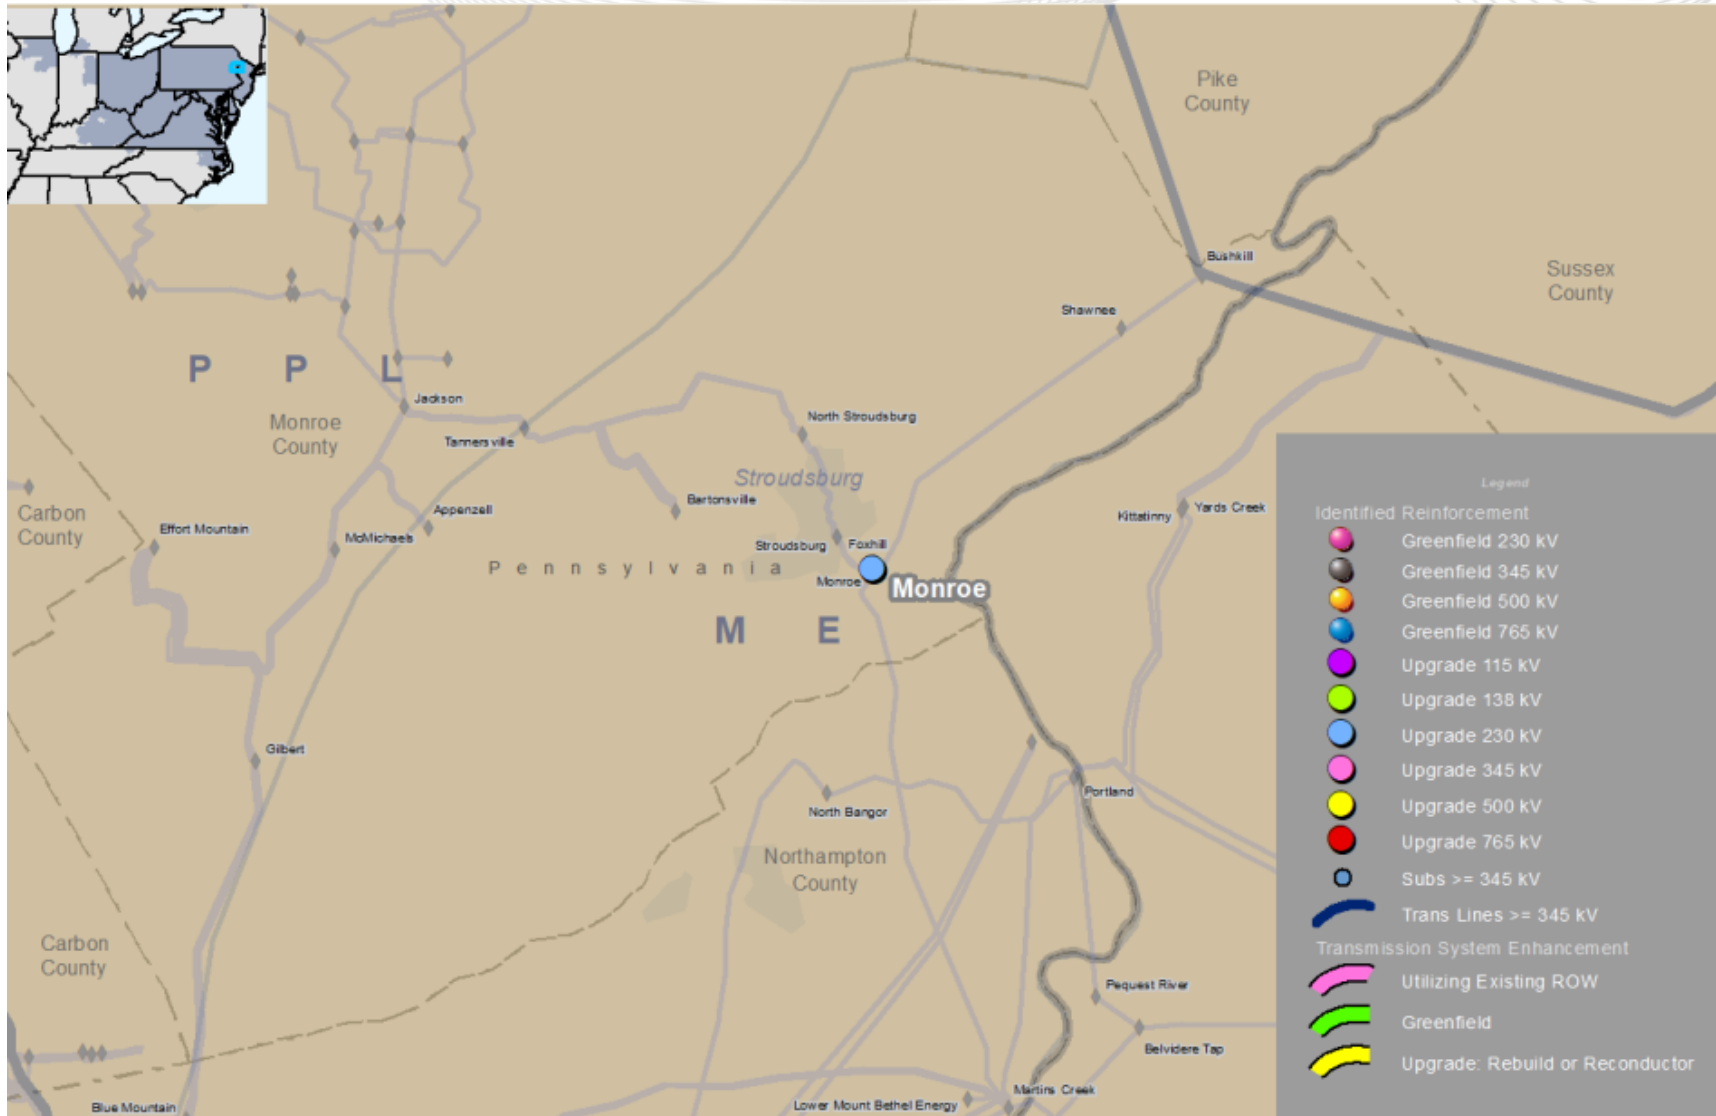 Pike
County
Bushkill
Sussex
County
Shawnee
P P L
Jackson
Monroe
County
Tannersville
North Stroudsburg
Stroudsburg
Bartonsville
Carbon
County
Effort Mountain
Appenzell
McMichaels
Kittatinny
Yards Creek
Stroudsburg
Foxhill
Pennsylvania
Monroe
Monroe
M E
Gilbert
Portland
North Bangor
Northampton
County
Carbon
County
Pequest River
Belvidere Tap
Martins Creek
Lower Mount Bethel Energy
Blue Mountain
Legend
Identified Reinforcement
Greenfield 230 kV
Greenfield 345 kV
Greenfield 500 kV
Greenfield 765 kV
Upgrade 115 kV
Upgrade 138 kV
Upgrade 230 kV
Upgrade 345 kV
Upgrade 500 kV
Upgrade 765 kV
Subs >= 345 kV
Trans Lines >= 345 kV
Transmission System Enhancement
Utilizing Existing ROW
Greenfield
Upgrade: Rebuild or Reconductor